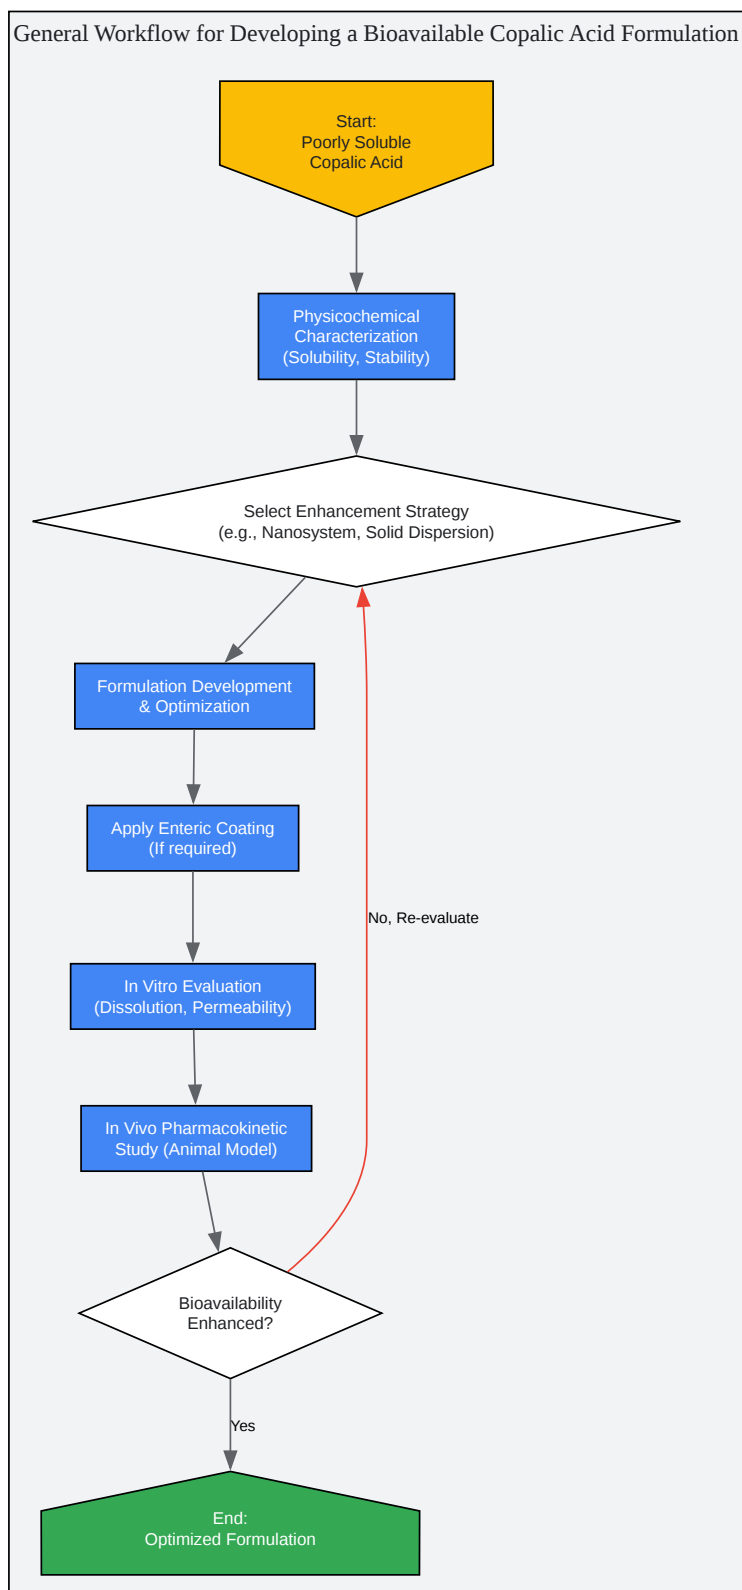 General Workflow for Developing a Bioavailable Copalic Acid Formulation
Start:
Poorly Soluble
Copalic Acid
Physicochemical
Characterization
(Solubility, Stability)
Select Enhancement Strategy
(e.g., Nanosystem, Solid Dispersion)
Formulation Development
& Optimization
Apply Enteric Coating
(If required)
No, Re-evaluate
In Vitro Evaluation
(Dissolution, Permeability)
In Vivo Pharmacokinetic
Study (Animal Model)
Bioavailability
Enhanced?
Yes
End:
Optimized Formulation